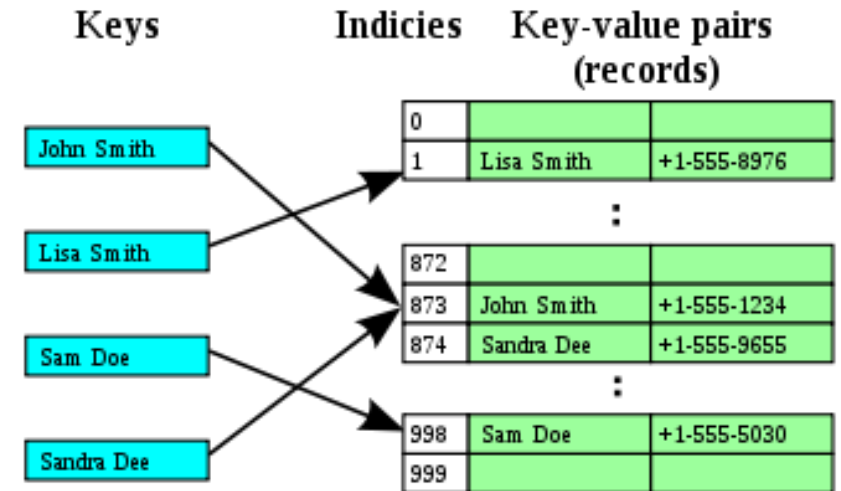 Keys
Indicies
Key-value pairs
(records)
John Smith
Lisa Smith
Sam Doe
Sandra Dee
0
1 Lisa Smith +1-555-8976
:
872
873 John Smith +1-555-1234
874 Sandra Dee +1-555-9655
:
998 Sam Doe +1-555-5030
999